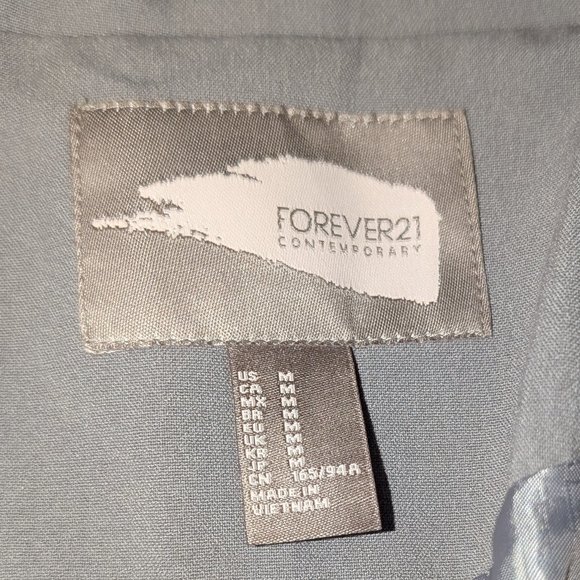 FOREVER21
CONTEMPORARY
US M
CA M
MX M
BR M
EU M
UK M
KR M
JP M
CN 165/94A
MADE IN
VIETNAM